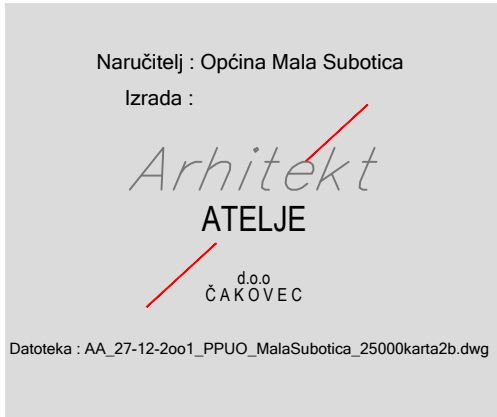 Naručitelj : Općina Mala Subotica
Izrada :
Arhitekt
ATELJE
d.o.o
ČAKOVEC
Datoteka : AA_27-12-2oo1_PPUO_MalaSubotica_25000karta2b.dwg